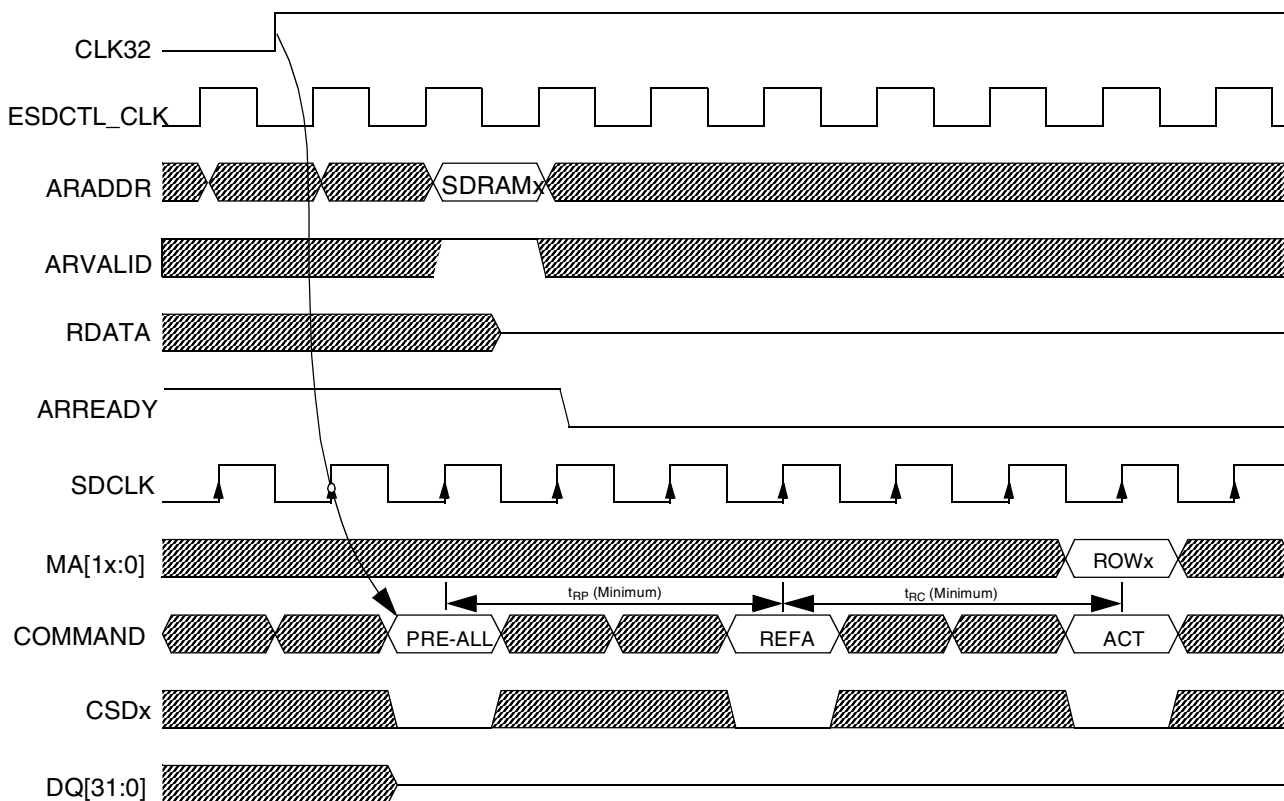 CLK32
ESDCTL_CLK
ARADDR
SDRAMx
ARVALID
RDATA
ARREADY
SDCLK
MA[1x:0]
ROWx
tRP (Minimum)
tRC (Minimum)
COMMAND
PRE-ALL
REFA
ACT
CSDx
DQ[31:0]